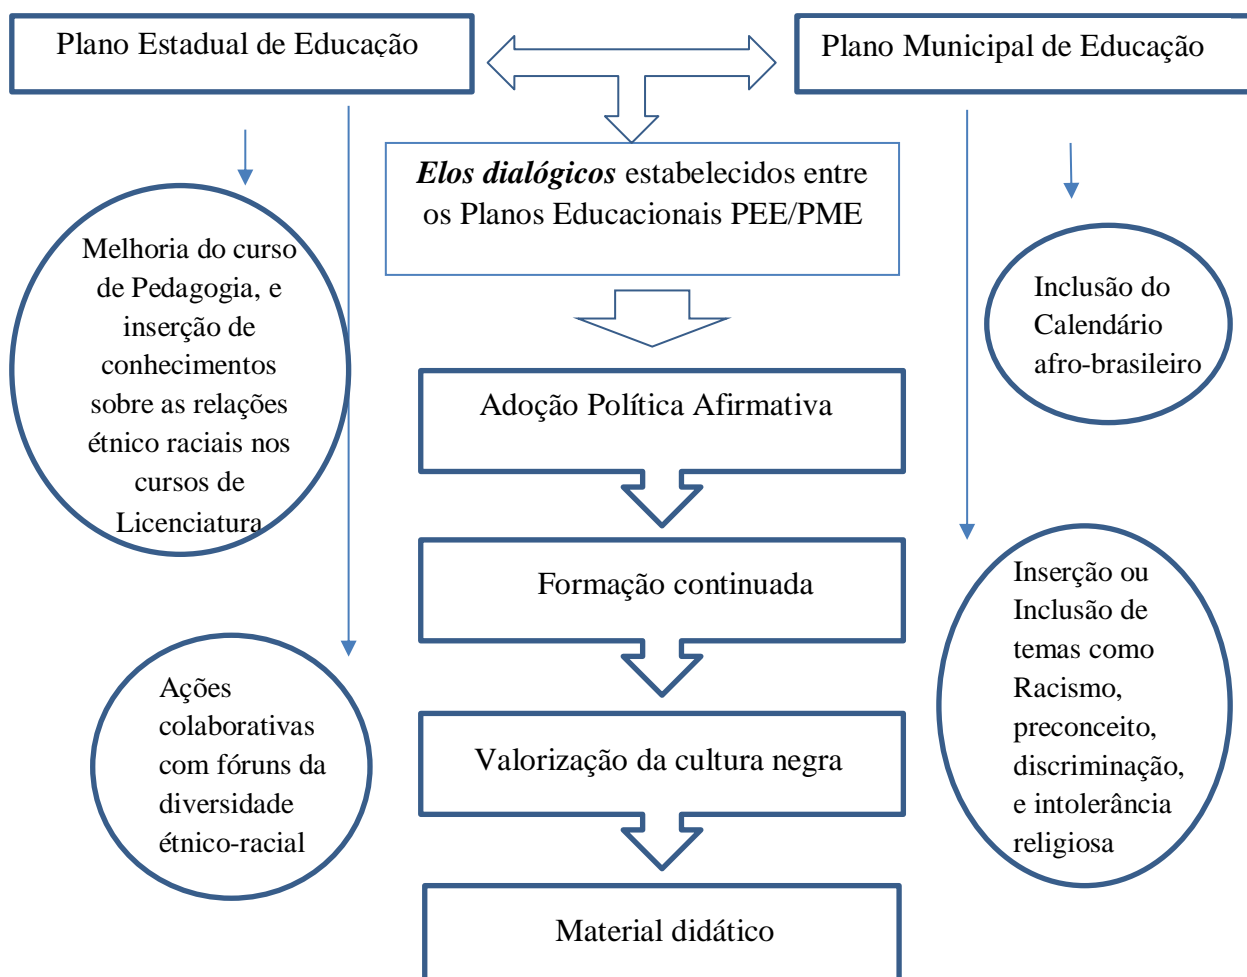 Plano Estadual de Educação
Plano Municipal de Educação
Elos dialógicos estabelecidos entre
os Planos Educacionais PEE/PME
Melhoria do curso
de Pedagogia, e
inserção de
conhecimentos
sobre as relações
étnico raciais nos
cursos de
Licenciatura
Inclusão do
Calendário
afro-brasileiro
Adoção Política Afirmativa
Formação continuada
Inserção ou
Inclusão de
temas como
Racismo,
preconceito,
discriminação,
e intolerância
religiosa
Ações
colaborativas
com fóruns da
diversidade
étnico-racial
Valorização da cultura negra
Material didático